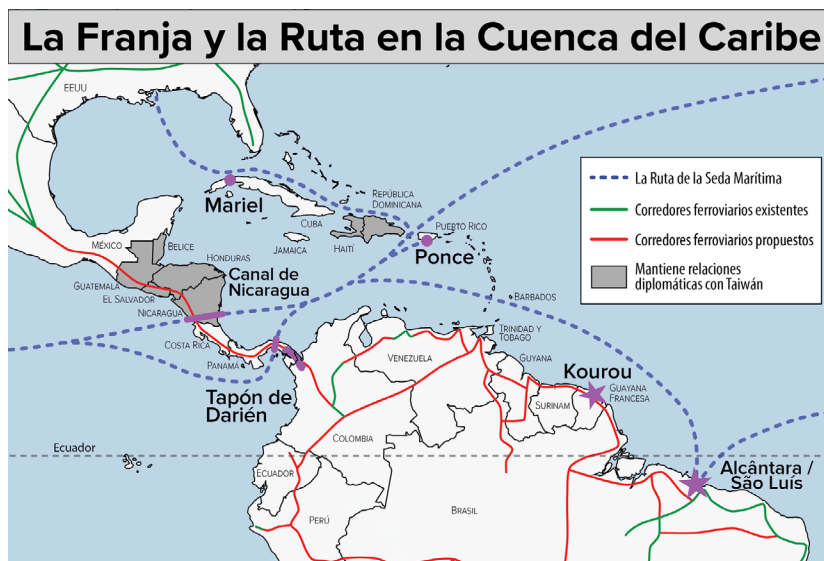 La Franja y la Ruta en la Cuenca del Caribe
EEUU
La Ruta de la Seda Marítima
Corredores ferroviarios existentes
Corredores ferroviarios propuestos
Mantiene relaciones
diplomáticas con Taiwán
Mariel
CUBA
REPÚBLICA
DOMINICANA
PUERTO RICO
Ponce
MÉXICO
BELICE
JAMAICA
HAITÍ
HONDURAS
Canal de
Nicaragua
GUATEMALA
EL SALVADOR
NICARAGUA
BARBADOS
TRINIDAD Y
TOBAGO
COSTA RICA
PANAMÁ
VENEZUELA
GUYANA
Kourou
GUAYANA
FRANCESA
SURINAM
Tapón de
Darién
COLOMBIA
Ecuador
ECUADOR
Alcântara /
São Luís
PERÚ
BRASIL